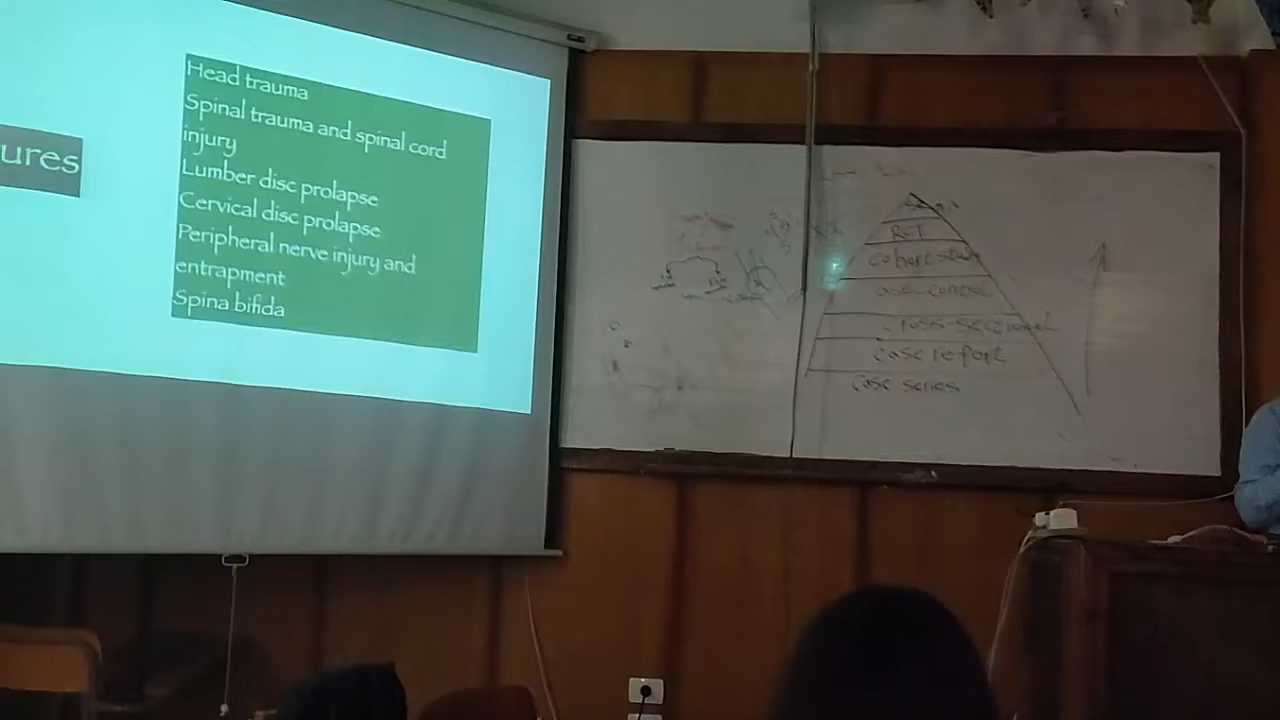 ures
Head trauma
Spinal trauma and spinal cord
injury
Lumber disc prolapse
Cervical disc prolapse
Peripheral nerve injury and
entrapment
Spina bifida
RCT
cohort
case-control
cross-sectional
case report
case series